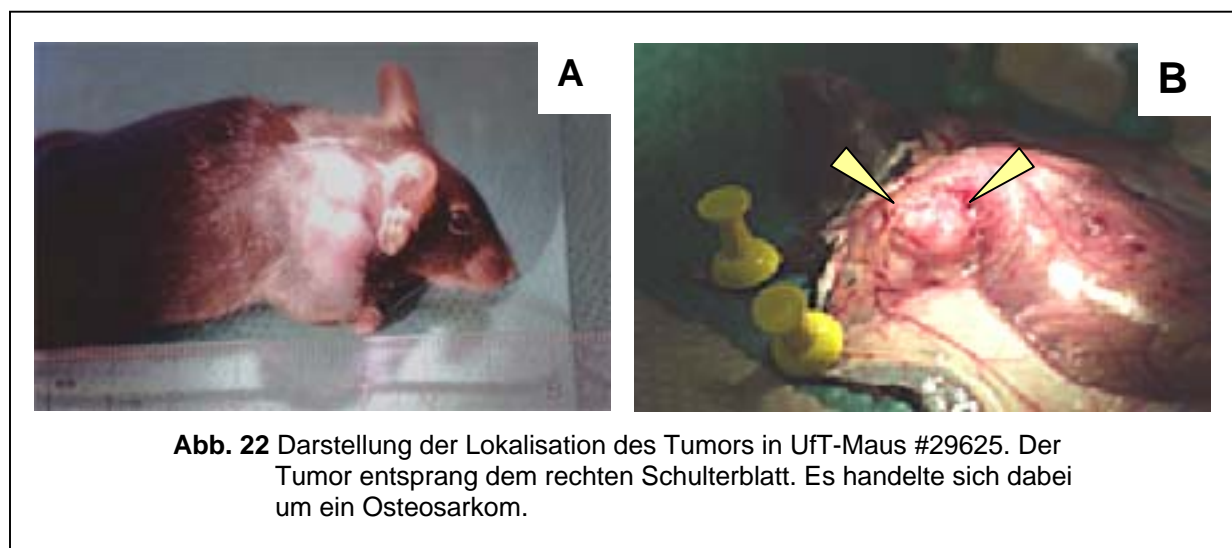 A
B
Abb. 22 Darstellung der Lokalisation des Tumors in UfT-Maus #29625. Der
Tumor entsprang dem rechten Schulterblatt. Es handelte sich dabei
um ein Osteosarkom.